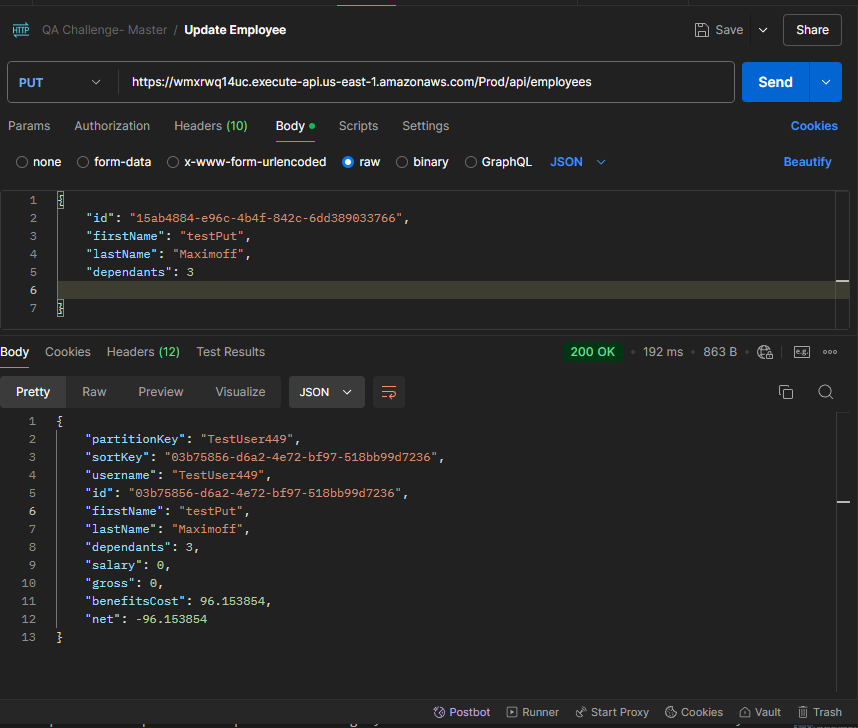 HTTP QA Challenge- Master / Update Employee Save Share
PUT https://wmxrwq14uc.execute-api.us-east-1.amazonaws.com/Prod/api/employees Send
Params Authorization Headers (10) Body Scripts Settings Cookies
none form-data x-www-form-urlencoded raw binary GraphQL JSON Beautify
1 {
2 "id": "15ab4884-e96c-4b4f-842c-6dd389033766",
3 "firstName": "testPut",
4 "lastName": "Maximoff",
5 "dependants": 3
6
7 }
Body Cookies Headers (12) Test Results 200 OK • 192 ms • 863 B • e.g. •••
Pretty Raw Preview Visualize JSON
1 {
2 "partitionKey": "TestUser449",
3 "sortKey": "03b75856-d6a2-4e72-bf97-518bb99d7236",
4 "username": "TestUser449",
5 "id": "03b75856-d6a2-4e72-bf97-518bb99d7236",
6 "firstName": "testPut",
7 "lastName": "Maximoff",
8 "dependants": 3,
9 "salary": 0,
10 "gross": 0,
11 "benefitsCost": 96.153854,
12 "net": -96.153854
13 }
Postbot Runner Start Proxy Cookies Vault Trash